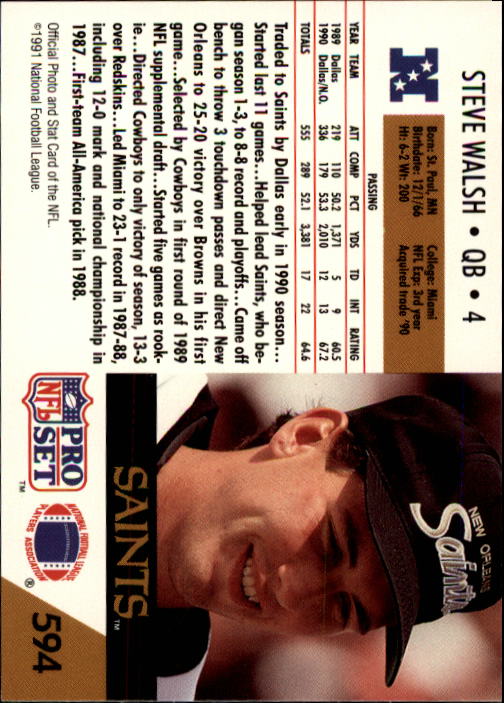 STEVE WALSH • QB • 4
N
Born: St. Paul, MN College: Miami
Birthdate: 12/1/66 NFL Exp: 3rd year
Ht: 6-2 Wt: 200 Acquired trade '90
PASSING
YEAR TEAM ATT COMP PCT YDS TD INT RATING
1989 Dallas 219 110 50.2 1,371 5 9 60.5
1990 Dallas/N.O. 336 179 53.3 2,010 12 13 67.2
TOTALS 555 289 52.1 3,381 17 22 64.6
Traded to Saints by Dallas early in 1990 season...
Started last 11 games...Helped lead Saints, who be-
gan season 1-3, to 8-8 record and playoffs...Came off
bench to throw 3 touchdown passes and direct New
Orleans to 25-20 victory over Browns in his first
game...Selected by Cowboys in first round of 1989
NFL supplemental draft...Started five games as rook-
ie...Directed Cowboys to only victory of season, 13-3
over Redskins...Led Miami to 23-1 record in 1987-88,
including 12-0 mark and national championship in
1987...First-team All-America pick in 1988.
Official Photo and Stat Card of the NFL.
©1991 National Football League.
NEW ORLEANS
Saints
SAINTS™
PRO
NFL
SET
™
NATIONAL FOOTBALL LEAGUE
PLAYERS ASSOCIATION
®
594